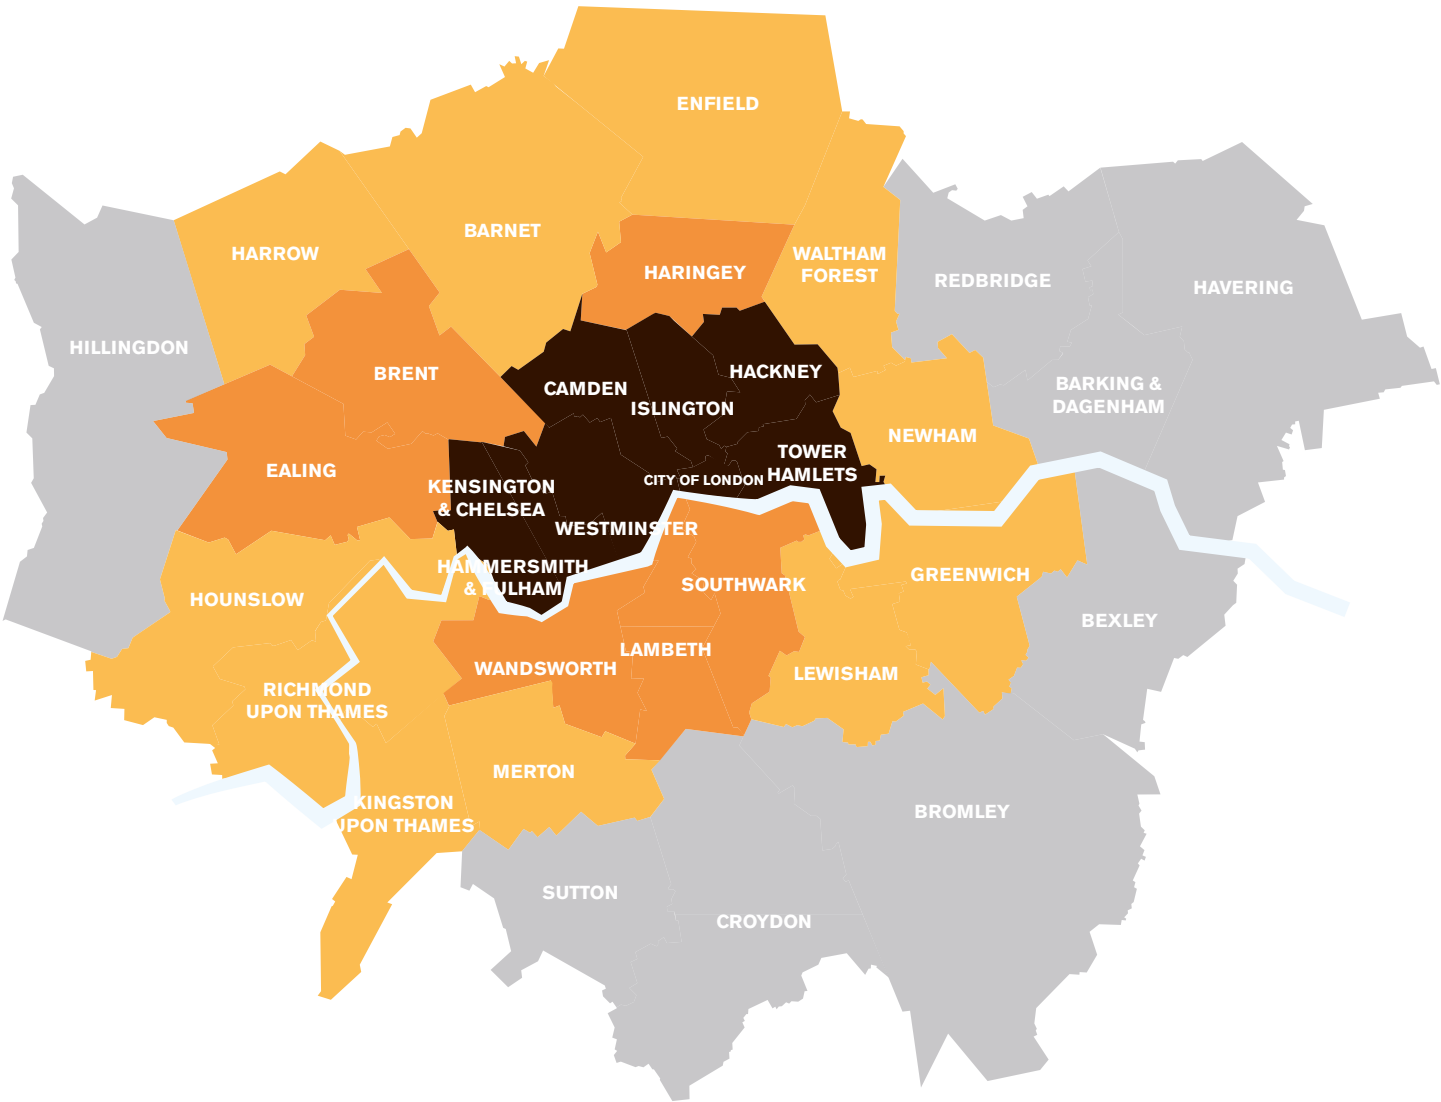 ENFIELD
BARNET
HARROW
WALTHAM
FOREST
HARINGEY
REDBRIDGE
HAVERING
HILLINGDON
BRENT
HACKNEY
CAMDEN
ISLINGTON
BARKING &
DAGENHAM
NEWHAM
EALING
TOWER
HAMLETS
CITY OF LONDON
KENSINGTON
& CHELSEA
WESTMINSTER
HAMMERSMITH
& FULHAM
SOUTHWARK
GREENWICH
HOUNSLOW
BEXLEY
LAMBETH
WANDSWORTH
LEWISHAM
RICHMOND
UPON THAMES
MERTON
KINGSTON
UPON THAMES
BROMLEY
SUTTON
CROYDON